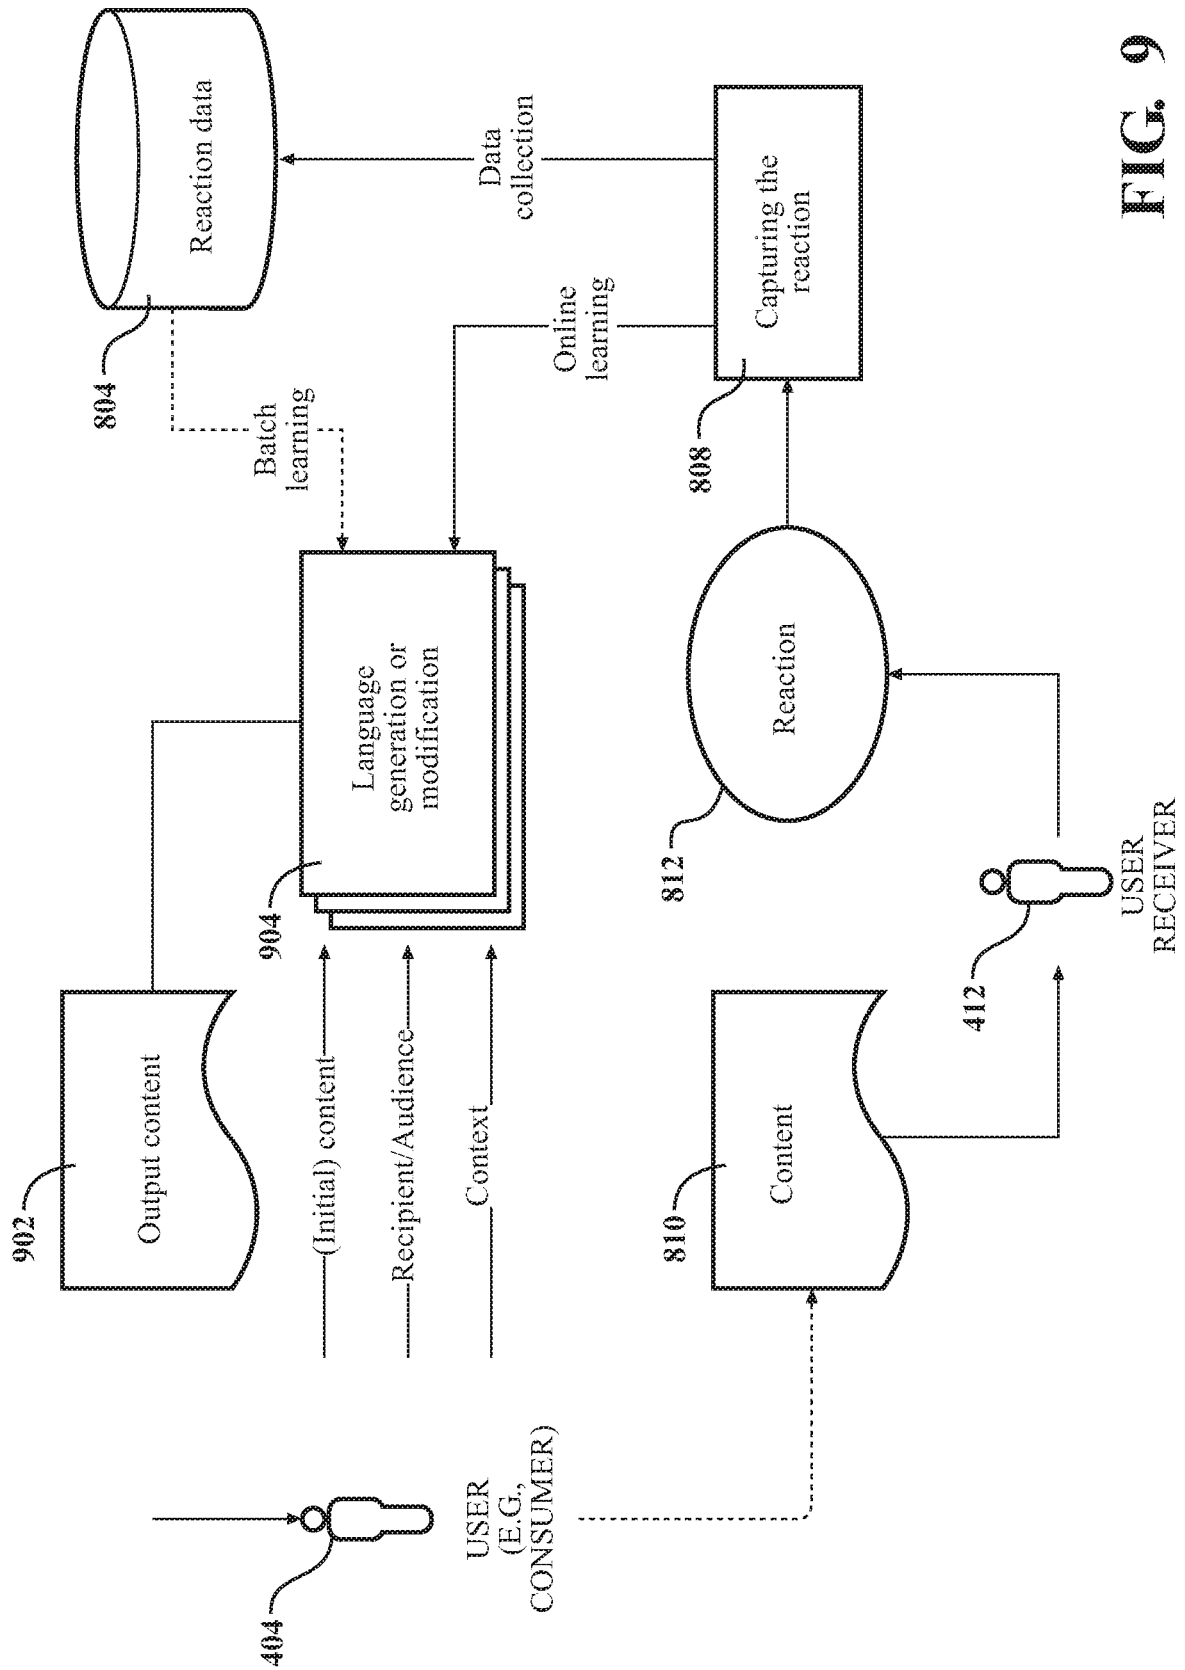 902
Output content
804
Reaction data
Batch
learning
904
Language
generation or
modification
(Initial) content
Recipient/Audience
Context
404
USER
(E.G.,
CONSUMER)
Online
learning
Data
collection
810
Content
812
Reaction
808
Capturing the
reaction
412
USER
RECEIVER
FIG. 9